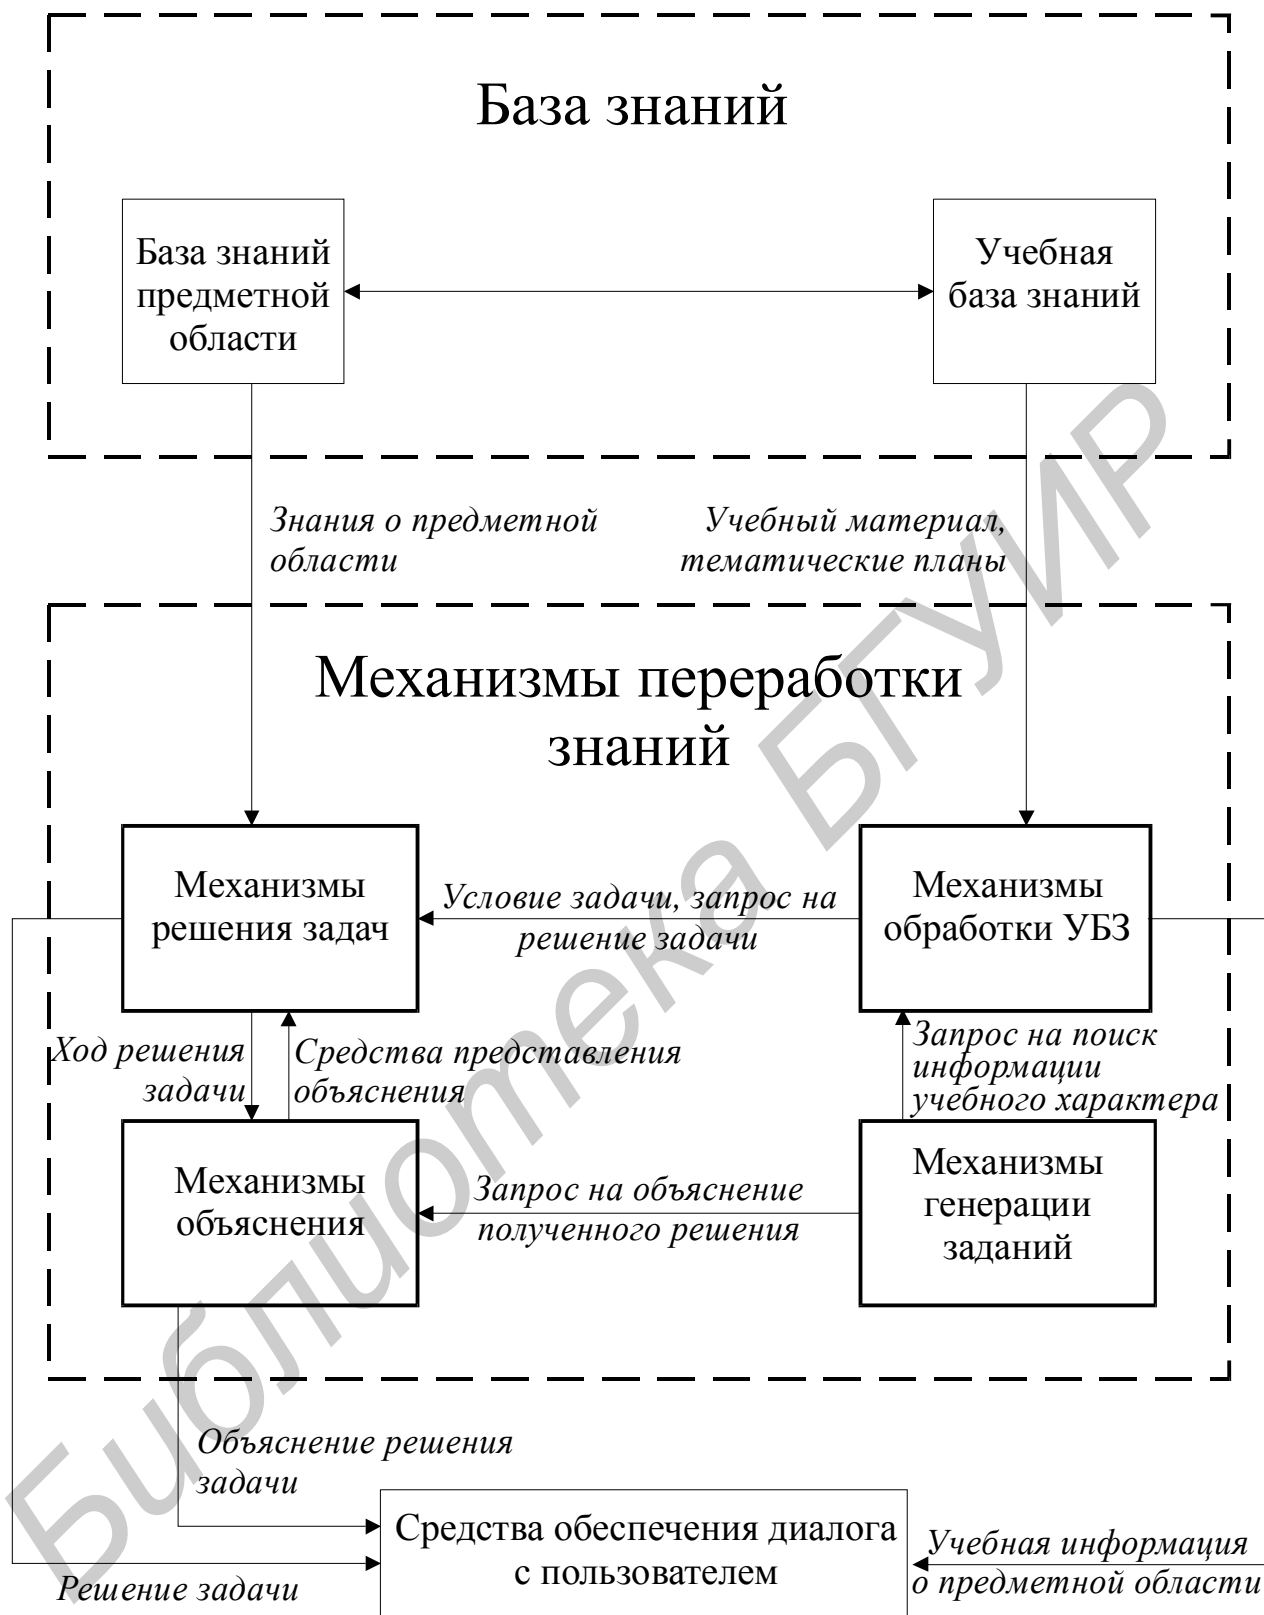 База знаний
База знаний
предметной
области
Учебная
база знаний
Знания о предметной
области
Учебный материал,
тематические планы
Механизмы переработки
знаний
Механизмы
решения задач
Условие задачи, запрос на
решение задачи
Механизмы
обработки УБЗ
Ход решения
задачи
Средства представления
объяснения
Запрос на поиск
информации
учебного характера
Механизмы
объяснения
Запрос на объяснение
полученного решения
Механизмы
генерации
заданий
Объяснение решения
задачи
Средства обеспечения диалога
с пользователем
Решение задачи
Учебная информация
о предметной области
Библиотека БГУИР